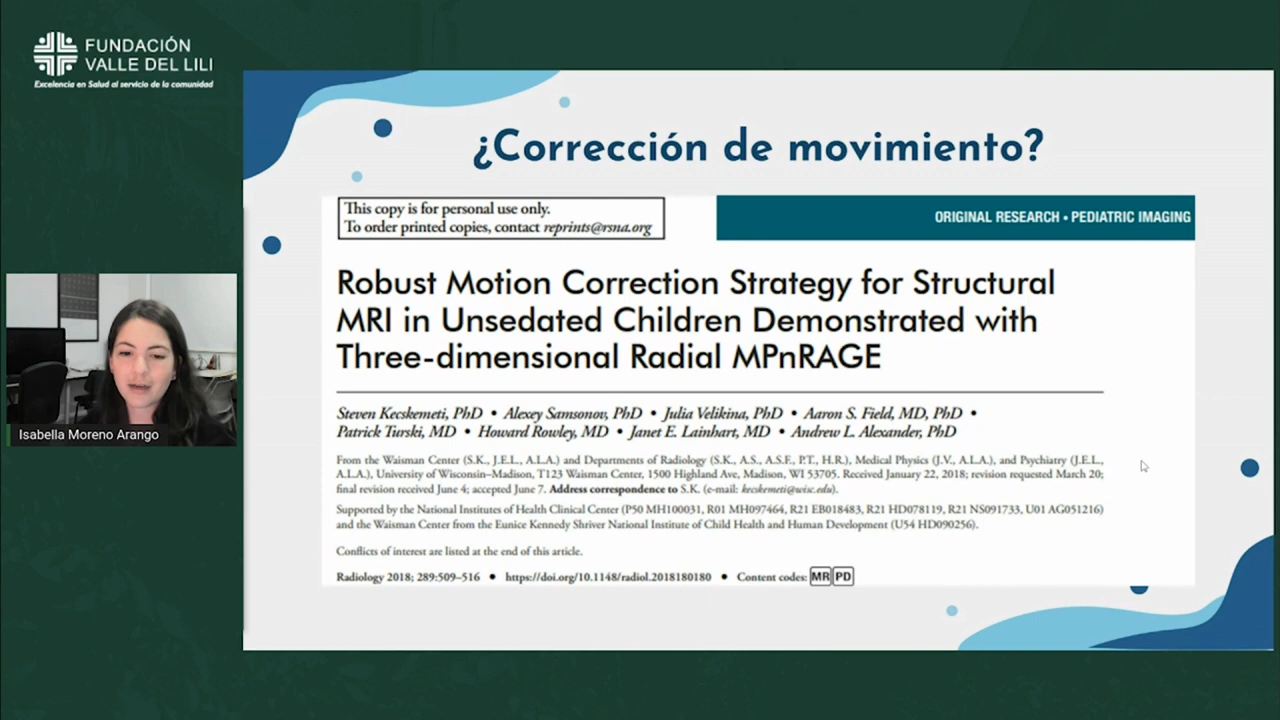 FUNDACIÓN
VALLE DEL LILI
Excelencia en Salud al servicio de la comunidad
¿Corrección de movimiento?
This copy is for personal use only.
To order printed copies, contact reprints@rsna.org
ORIGINAL RESEARCH • PEDIATRIC IMAGING
Robust Motion Correction Strategy for Structural
MRI in Unsedated Children Demonstrated with
Three-dimensional Radial MPnRAGE
Steven Kecskemeti, PhD • Alexey Samsonov, PhD • Julia Velikina, PhD • Aaron S. Field, MD, PhD •
Patrick Turski, MD • Howard Rowley, MD • Janet E. Lainhart, MD • Andrew L. Alexander, PhD
From the Waisman Center (S.K., J.E.L., A.L.A.) and Departments of Radiology (S.K., A.S., A.S.F., P.T., H.R.), Medical Physics (J.V., A.L.A.), and Psychiatry (J.E.L.,
A.L.A.), University of Wisconsin–Madison, T123 Waisman Center, 1500 Highland Ave, Madison, WI 53705. Received January 22, 2018; revision requested March 20;
final revision received June 4; accepted June 7. Address correspondence to S.K. (e-mail: kecskemeti@wisc.edu).
Supported by the National Institutes of Health Clinical Center (P50 MH100031, R01 MH097464, R21 EB018483, R21 HD078119, R21 NS091733, U01 AG051216)
and the Waisman Center from the Eunice Kennedy Shriver National Institute of Child Health and Human Development (U54 HD090256).
Conflicts of interest are listed at the end of this article.
Radiology 2018; 289:509–516 • https://doi.org/10.1148/radiol.2018180180 • Content codes: MR PD
Isabella Moreno Arango